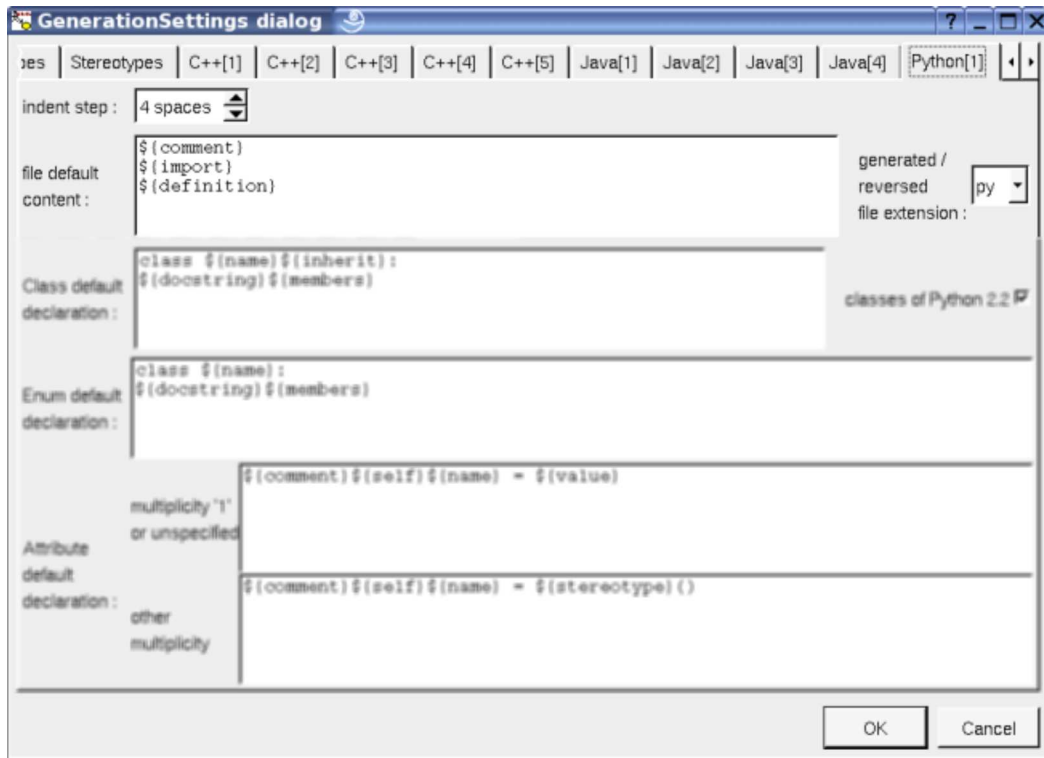 GenerationSettings dialog
pes Stereotypes C++[1] C++[2] C++[3] C++[4] C++[5] Java[1] Java[2] Java[3] Java[4] Python[1]
indent step : 4 spaces
file default
content :
${comment}
${import}
${definition}
generated /
reversed
file extension :
py
Class default
declaration :
class ${name}${inherit}:
${docstring}${members}
classes of Python 2.2
Enum default
declaration :
class ${name}:
${docstring}${members}
Attribute
default
declaration :
multiplicity '1'
or unspecified
${comment}${self}${name} = ${value}
other
multiplicity
${comment}${self}${name} = ${stereotype}()
OK Cancel